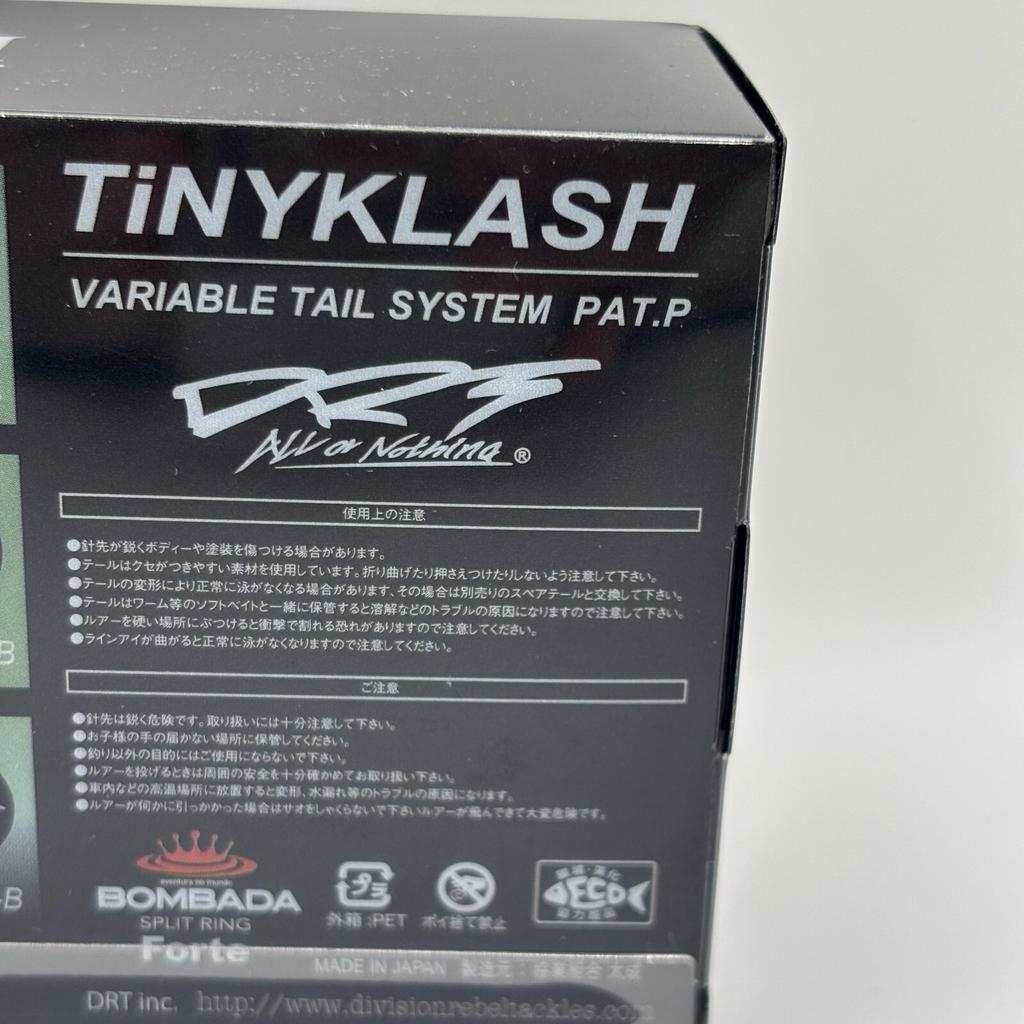 TiNYKLASH
VARIABLE TAIL SYSTEM PAT.P
DRT
ALL or Nothing ®
使用上の注意
●針先が鋭くボディーや塗装を傷つける場合があります。
●テールはクセがつきやすい素材を使用しています。折り曲げたり押さえつけたりしないよう注意して下さい。
●テールの変形により正常に泳がなくなる場合があります、その場合は別売りのスペアテールと交換して下さい。
●テールはワーム等のソフトベイトと一緒に保管すると溶解などのトラブルの原因になりますので注意して下さい。
●ルアーを硬い場所にぶつけると衝撃で割れる恐れがありますので注意してください。
●ラインアイが曲がると正常に泳がなくなりますので注意してください。
ご注意
●針先は鋭く危険です。取り扱いには十分注意して下さい。
●お子様の手の届かない場所に保管してください。
●釣り以外の目的にはご使用にならないで下さい。
●ルアーを投げるときは周囲の安全を十分確かめてお取り扱い下さい。
●車内などの高温場所に放置すると変形、水漏れ等のトラブルの原因になります。
●ルアーが何かに引っかかった場合はサオをしゃくらないで下さいルアーが飛んできて大変危険です。
B
-B
aventura no mundo
BOMBADA
SPLIT RING
Forte
プラ
外箱:PET
ポイ捨て禁止
環境・美化
ECO
協力商品
MADE IN JAPAN 製造元:
DRT inc. http://www.divisionrebeltackles.com